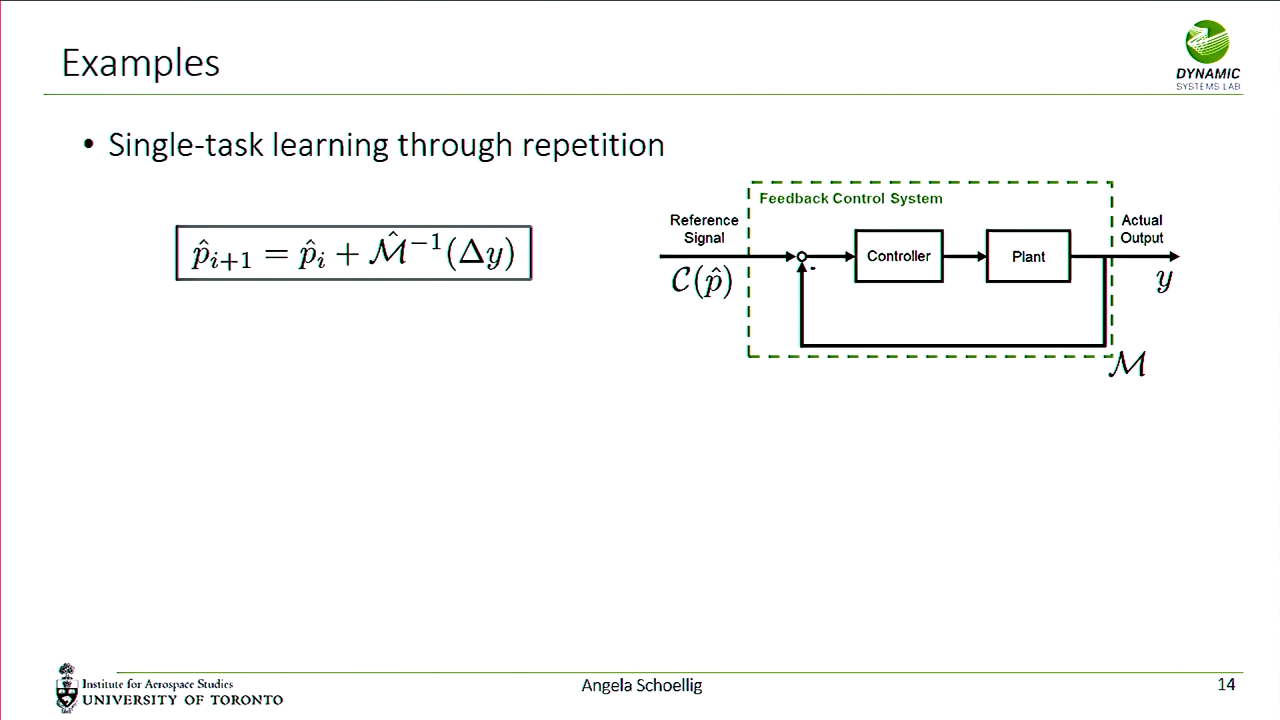 Examples
DYNAMIC
SYSTEMS LAB
• Single-task learning through repetition
p̂ᵢ₊₁ = p̂ᵢ + ℳ̂⁻¹(Δy)
Feedback Control System
Reference
Signal
𝒞(p̂)
-
Controller
Plant
Actual
Output
y
ℳ
Institute for Aerospace Studies
UNIVERSITY OF TORONTO
Angela Schoellig
14